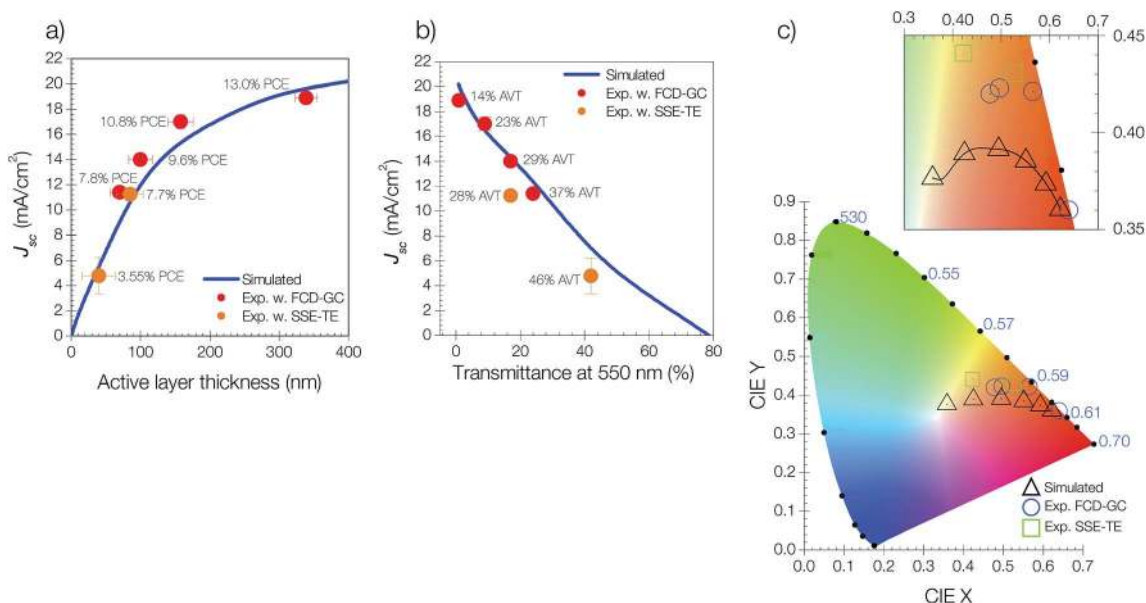 a)
22
20
18
16
14
12
10
8
6
4
2
0
Jsc (mA/cm²)
13.0% PCE
10.8% PCE
9.6% PCE
7.8% PCE
7.7% PCE
3.55% PCE
Simulated
Exp. w. FCD-GC
Exp. w. SSE-TE
0 100 200 300 400
Active layer thickness (nm)
b)
22
20
18
16
14
12
10
8
6
4
2
0
Jsc (mA/cm²)
Simulated
Exp. w. FCD-GC
Exp. w. SSE-TE
14% AVT
23% AVT
29% AVT
28% AVT
37% AVT
46% AVT
0 20 40 60 80
Transmittance at 550 nm (%)
c)
0.3 0.42 0.5 0.6 0.7
0.45
0.40
0.35
0.9
0.8
0.7
0.6
0.5
0.4
0.3
0.2
0.1
0.0
CIE Y
530
0.55
0.57
0.59
0.61
0.70
Simulated
Exp. FCD-GC
Exp. SSE-TE
0.0 0.1 0.2 0.3 0.4 0.5 0.6 0.7
CIE X